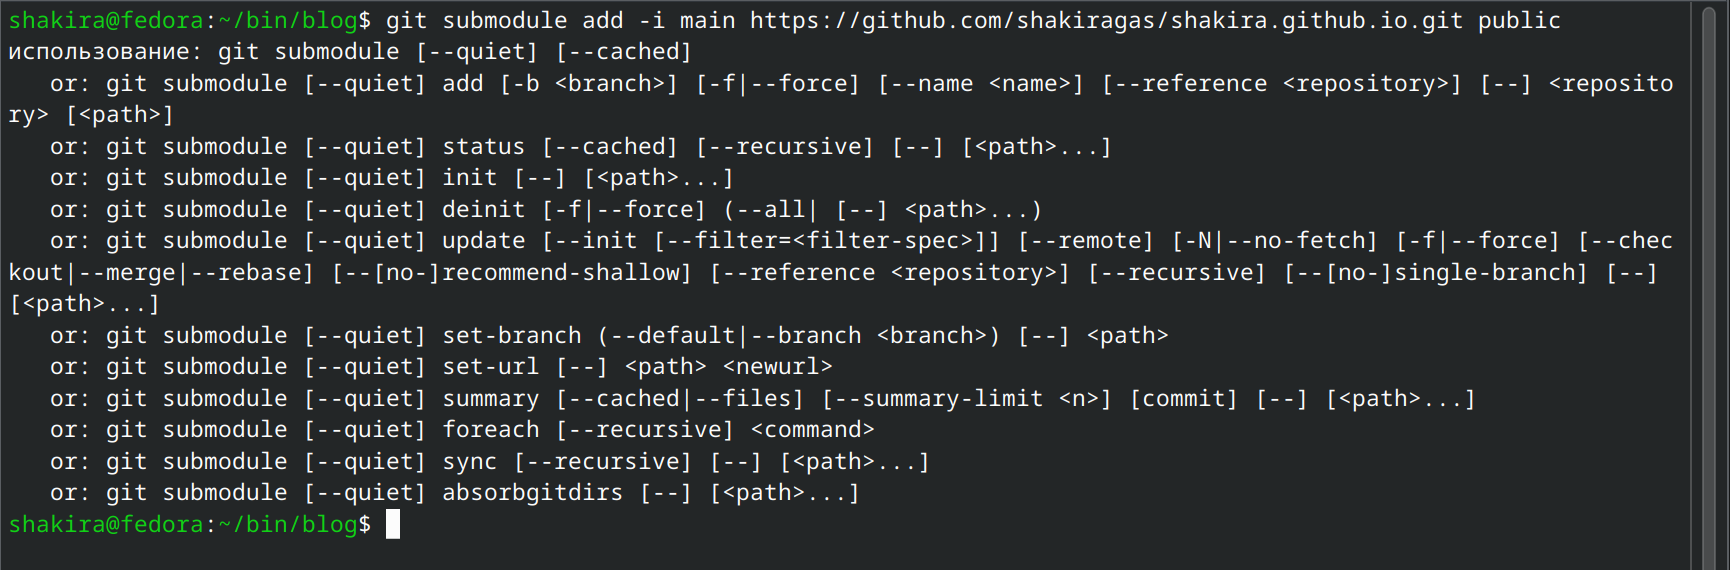 shakira@fedora:~/bin/blog$ git submodule add -i main https://github.com/shakiragas/shakira.github.io.git public
использование: git submodule [--quiet] [--cached]
   or: git submodule [--quiet] add [-b <branch>] [-f|--force] [--name <name>] [--reference <repository>] [--] <reposito
ry> [<path>]
   or: git submodule [--quiet] status [--cached] [--recursive] [--] [<path>...]
   or: git submodule [--quiet] init [--] [<path>...]
   or: git submodule [--quiet] deinit [-f|--force] (--all| [--] <path>...)
   or: git submodule [--quiet] update [--init [--filter=<filter-spec>]] [--remote] [-N|--no-fetch] [-f|--force] [--chec
kout|--merge|--rebase] [--[no-]recommend-shallow] [--reference <repository>] [--recursive] [--[no-]single-branch] [--]
[<path>...]
   or: git submodule [--quiet] set-branch (--default|--branch <branch>) [--] <path>
   or: git submodule [--quiet] set-url [--] <path> <newurl>
   or: git submodule [--quiet] summary [--cached|--files] [--summary-limit <n>] [commit] [--] [<path>...]
   or: git submodule [--quiet] foreach [--recursive] <command>
   or: git submodule [--quiet] sync [--recursive] [--] [<path>...]
   or: git submodule [--quiet] absorbgitdirs [--] [<path>...]
shakira@fedora:~/bin/blog$